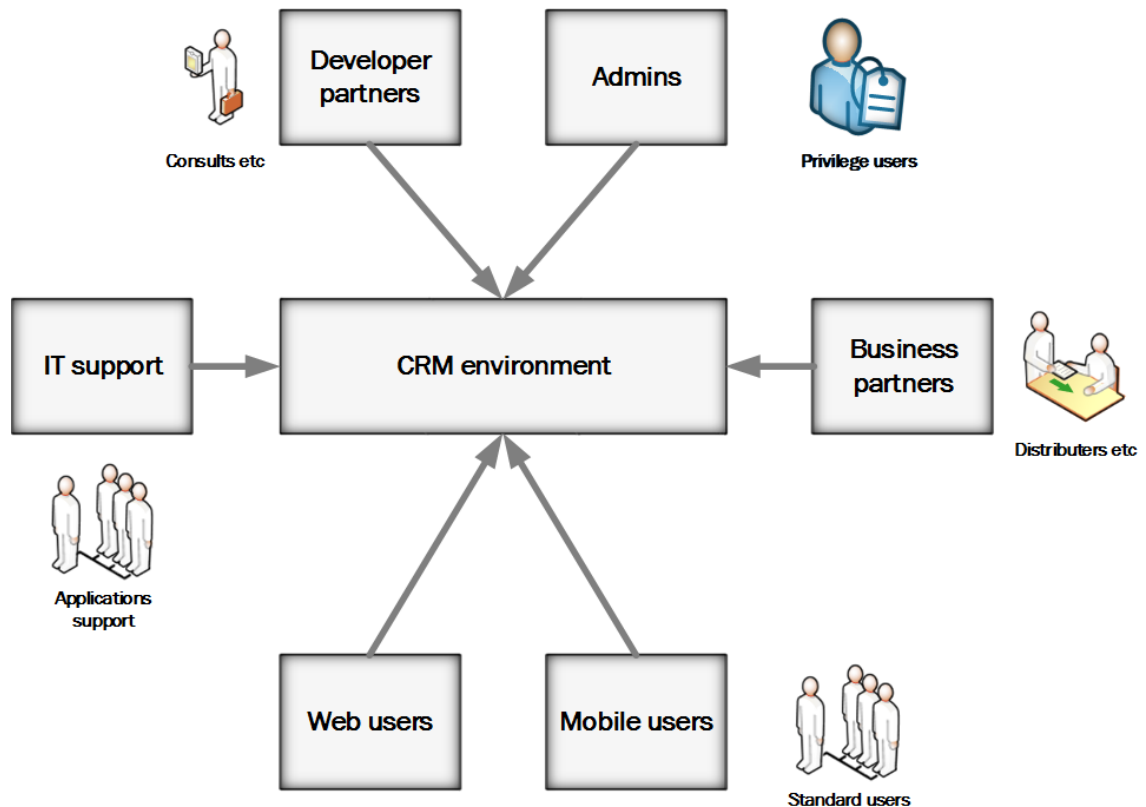 Developer
partners
Admins
Consults etc
Privilege users
IT support
CRM environment
Business
partners
Distributers etc
Applications
support
Web users
Mobile users
Standard users